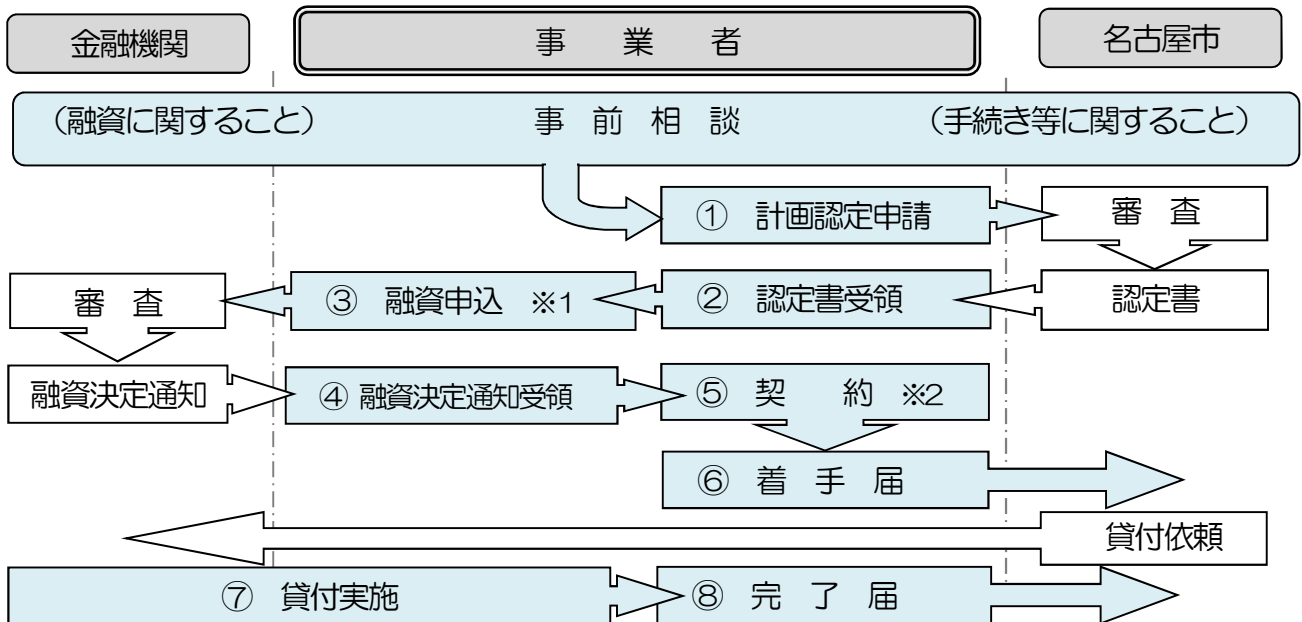 金融機関
事業者
名古屋市
（融資に関すること） 事前相談 （手続き等に関すること）
① 計画認定申請
審査
審査
③ 融資申込 ※1
② 認定書受領
認定書
融資決定通知
④ 融資決定通知受領
⑤ 契約 ※2
⑥ 着手届
貸付依頼
⑦ 貸付実施
⑧ 完了届